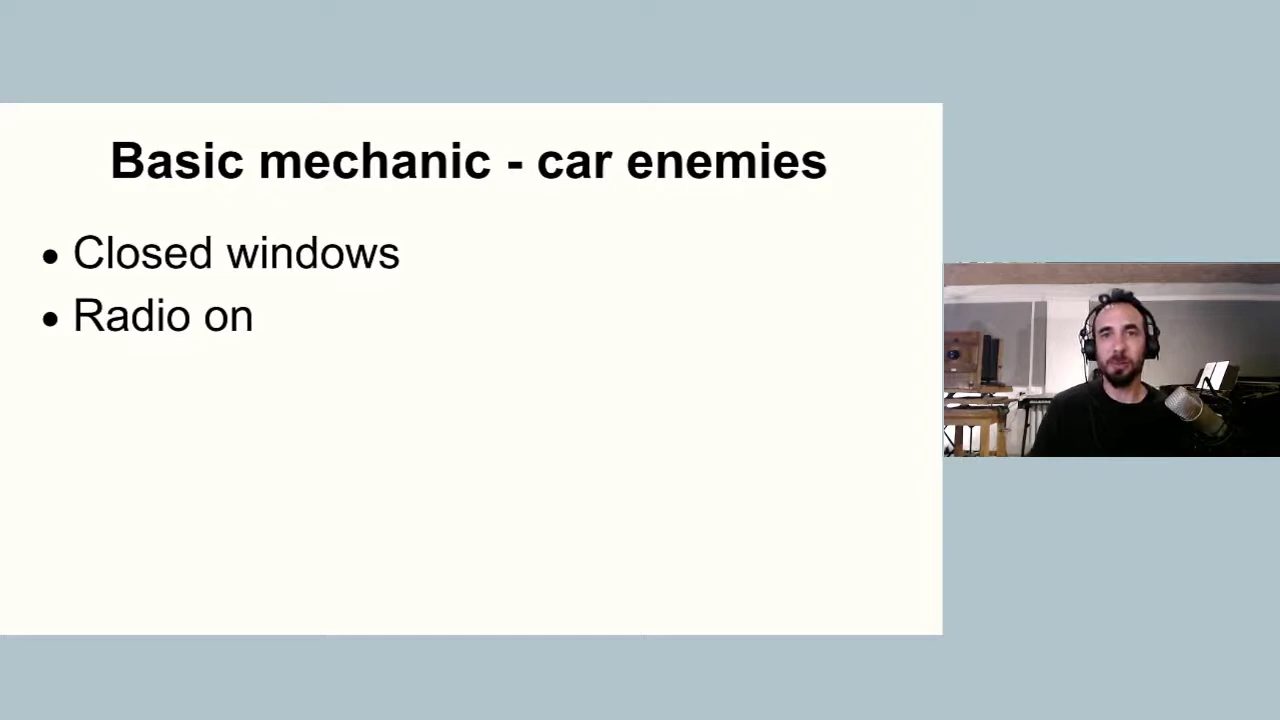 Basic mechanic - car enemies
• Closed windows
• Radio on